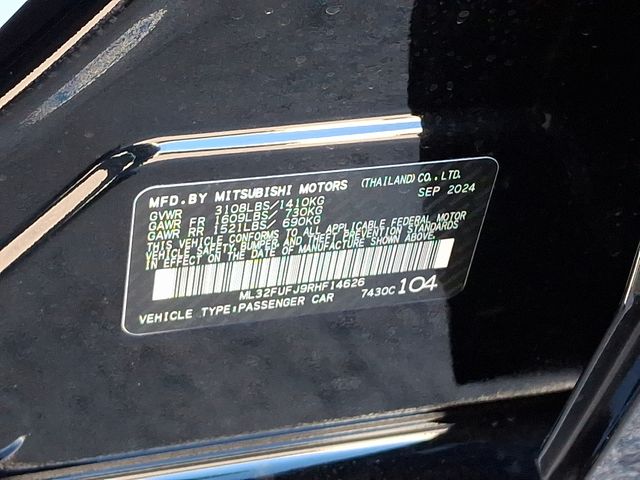 MFD.BY MITSUBISHI MOTORS (THAILAND) CO., LTD.
GVWR 3108LBS/1410KG SEP 2024
GAWR FR 1609LBS/ 730KG
GAWR RR 1521LBS/ 690KG
THIS VEHICLE CONFORMS TO ALL APPLICABLE FEDERAL MOTOR
VEHICLE SAFETY, BUMPER, AND THEFT PREVENTION STANDARDS
IN EFFECT ON THE DATE OF MANUFACTURE SHOWN ABOVE.
ML32FUFJ9RHF14626
VEHICLE TYPE:PASSENGER CAR 7430C 104